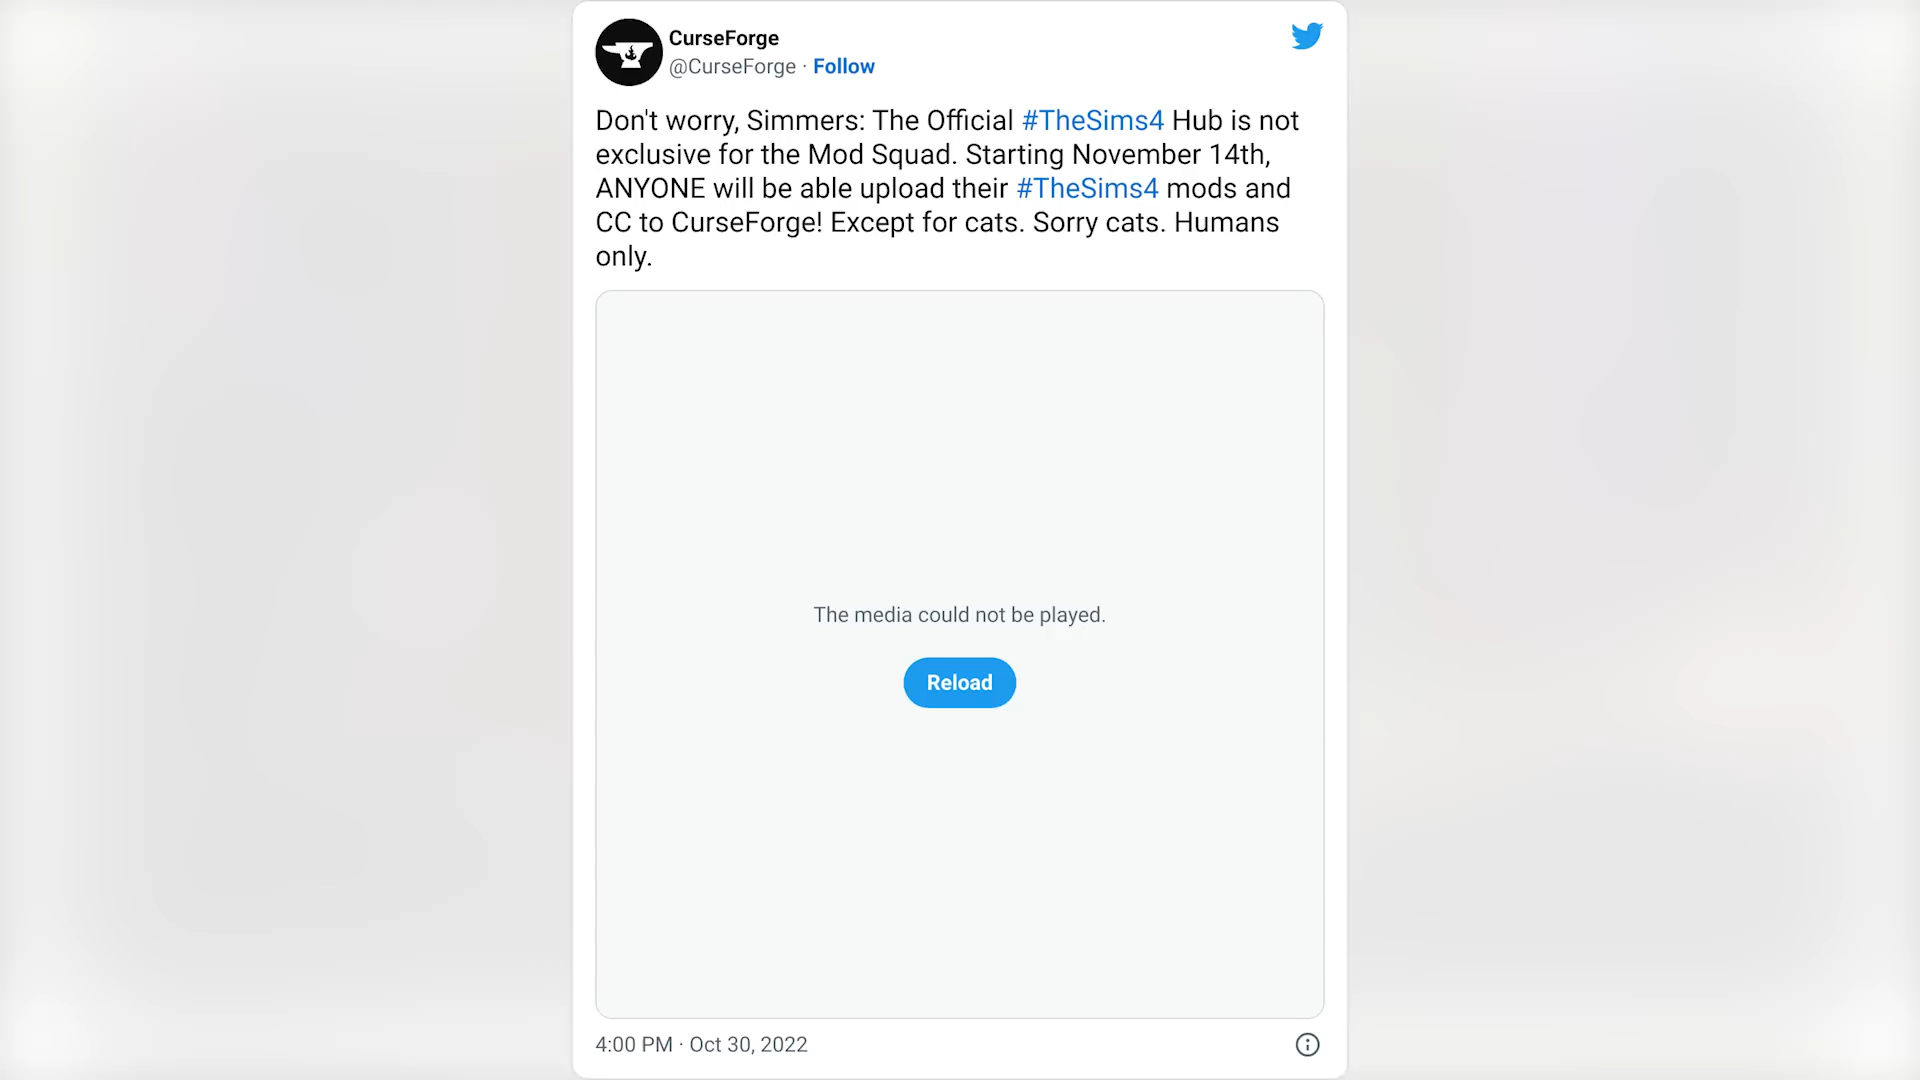 CurseForge
@CurseForge · Follow
Don't worry, Simmers: The Official #TheSims4 Hub is not
exclusive for the Mod Squad. Starting November 14th,
ANYONE will be able upload their #TheSims4 mods and
CC to CurseForge! Except for cats. Sorry cats. Humans
only.
The media could not be played.
Reload
4:00 PM · Oct 30, 2022